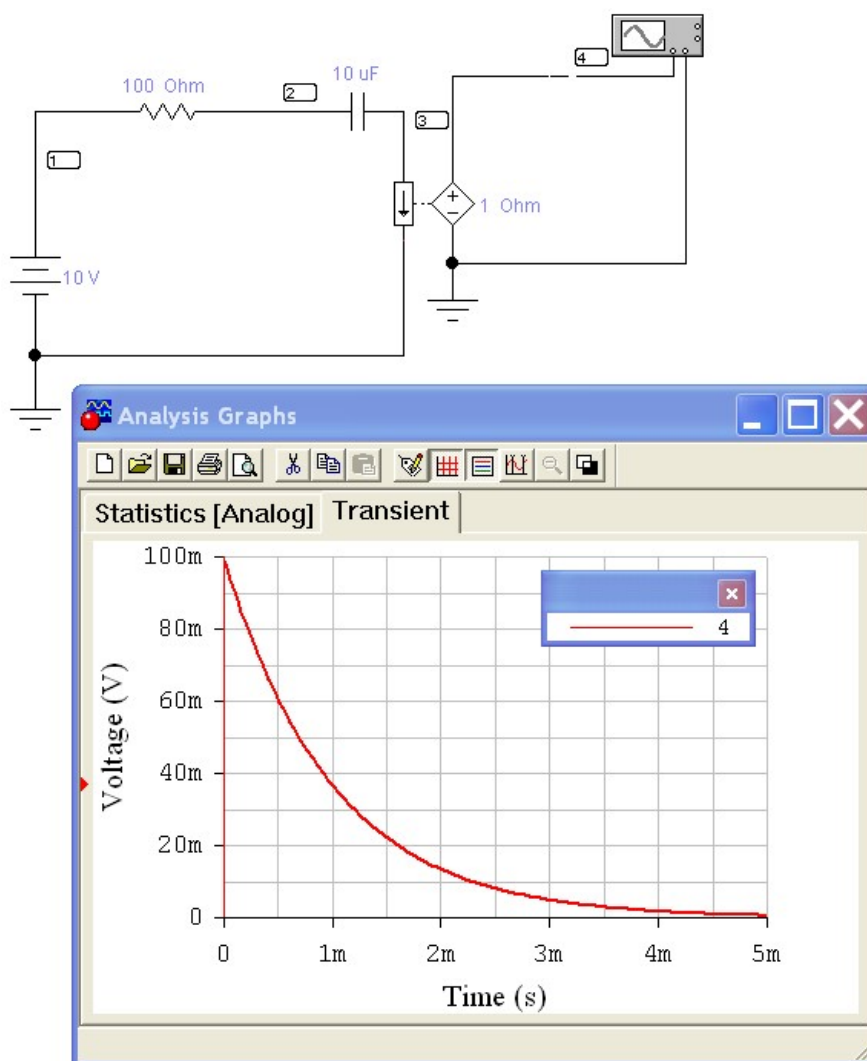 4
10 uF
100 Ohm
2
3
1
1 Ohm
10 V
Analysis Graphs
Statistics [Analog]
Transient
100m
80m
60m
40m
20m
0
4
Voltage (V)
0
1m
2m
3m
4m
5m
Time (s)